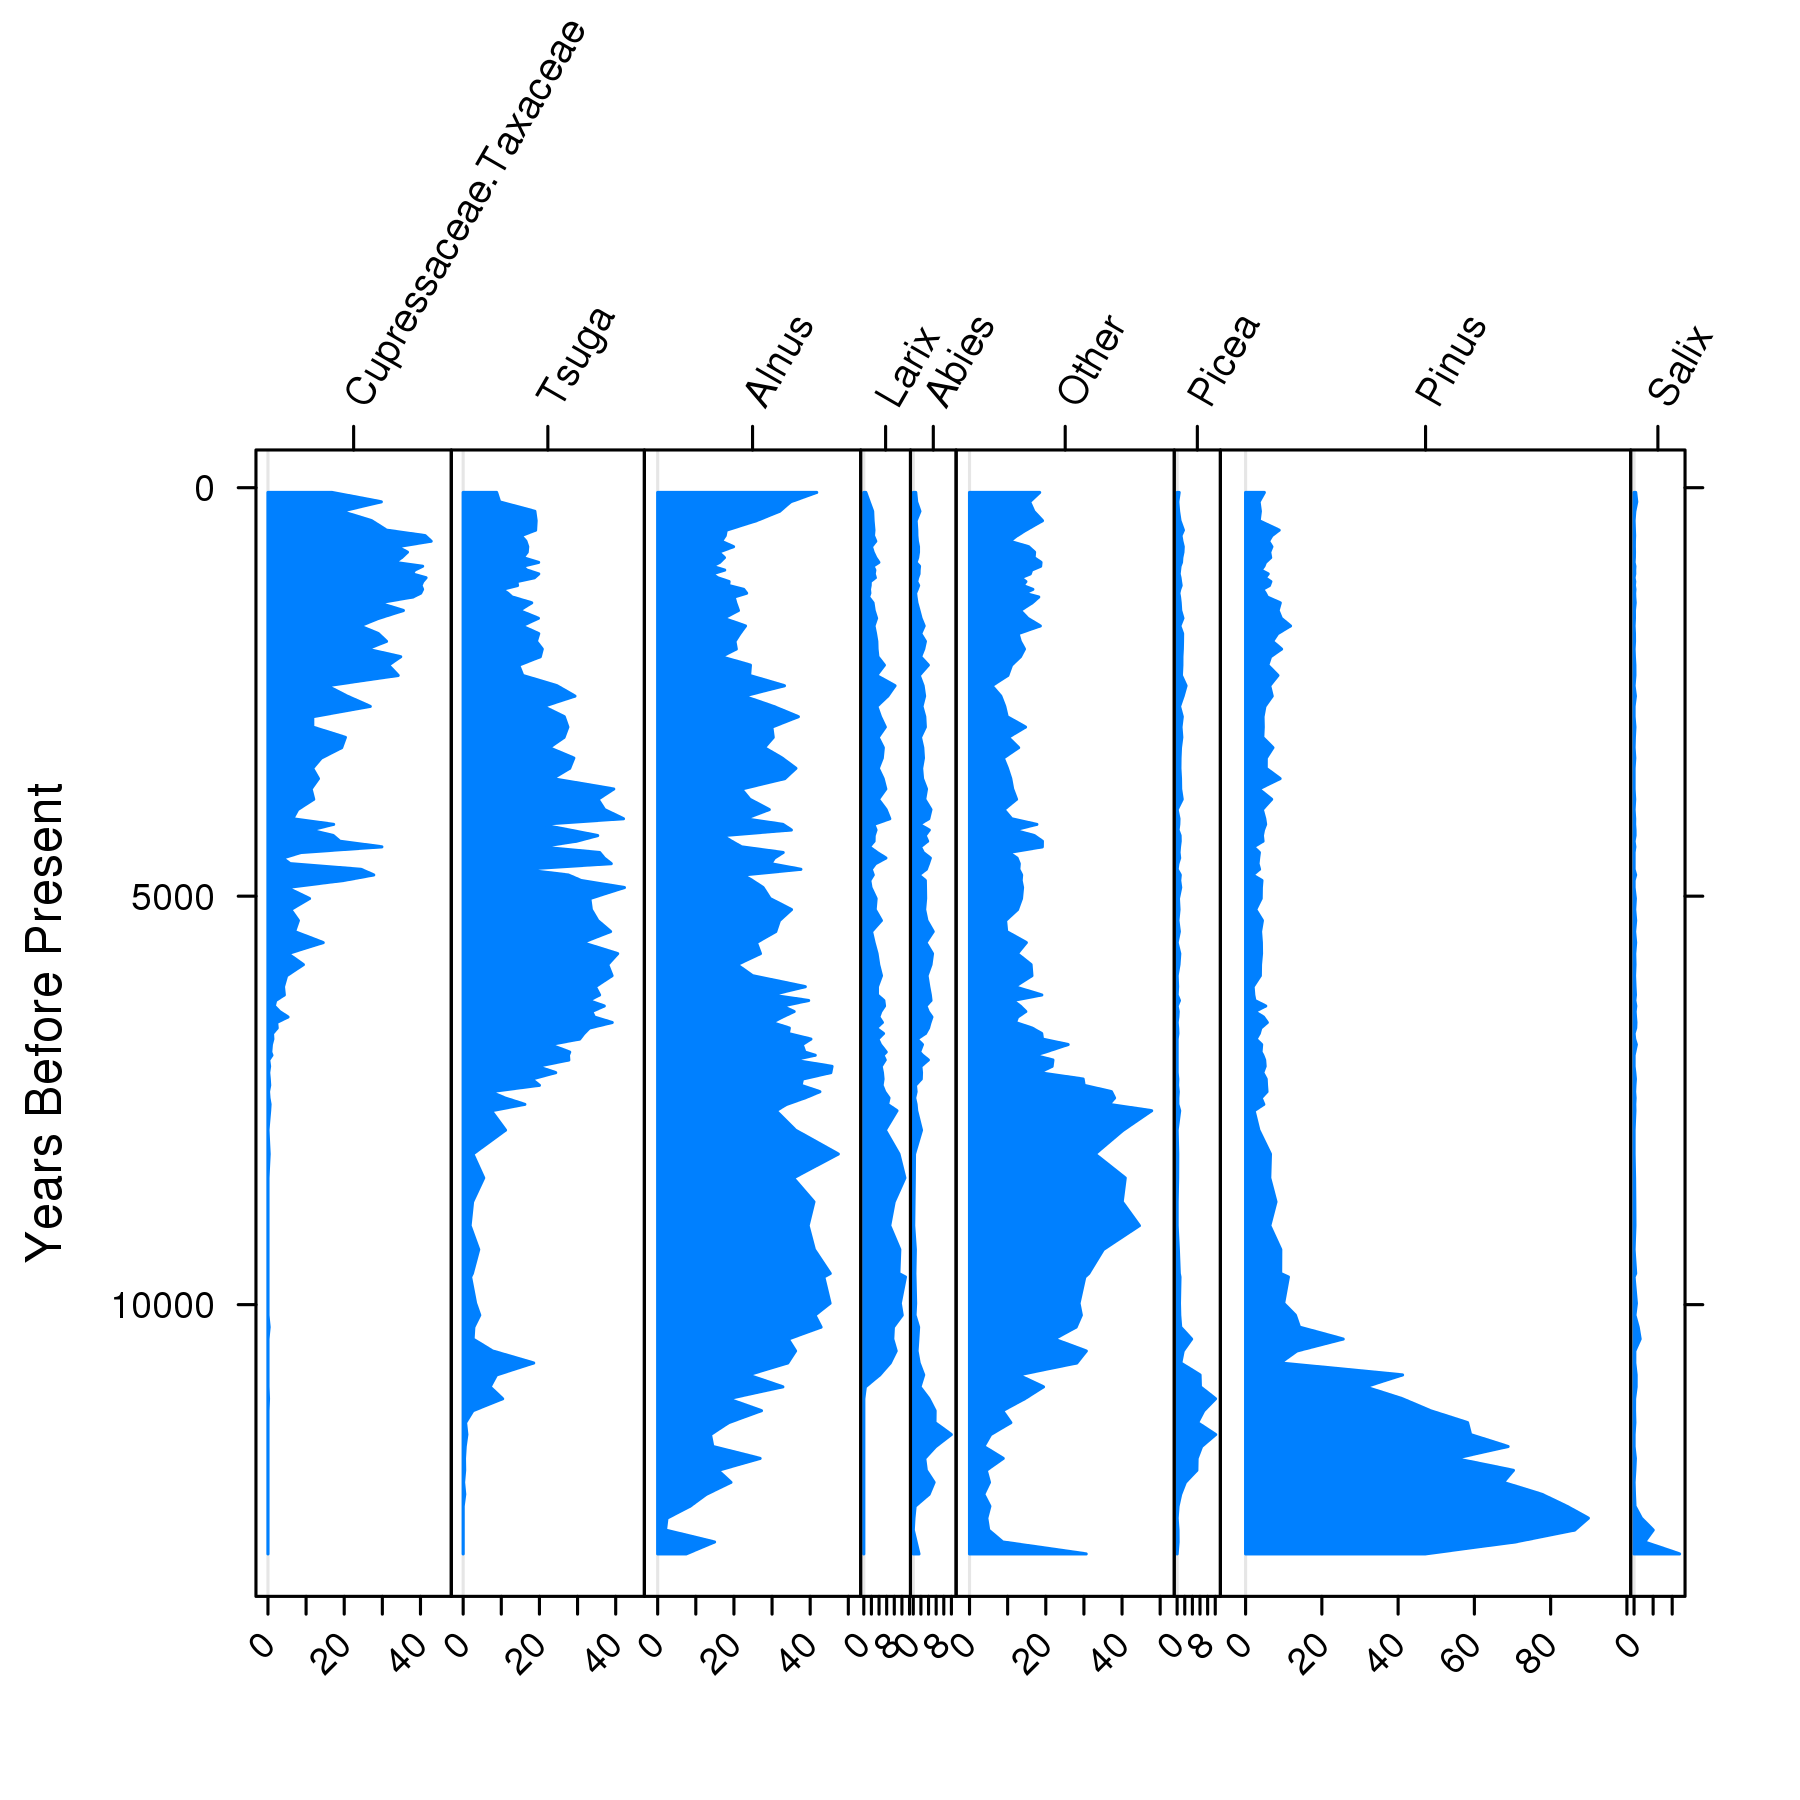 Cupressaceae.Taxaceae
Tsuga
Alnus
Larix
Abies
Other
Picea
Pinus
Salix
Years Before Present
0
5000
10000
0 20 40 0 20 40 0 20 40 0 8 0 8 0 20 40 0 8 0 20 40 60 80 0